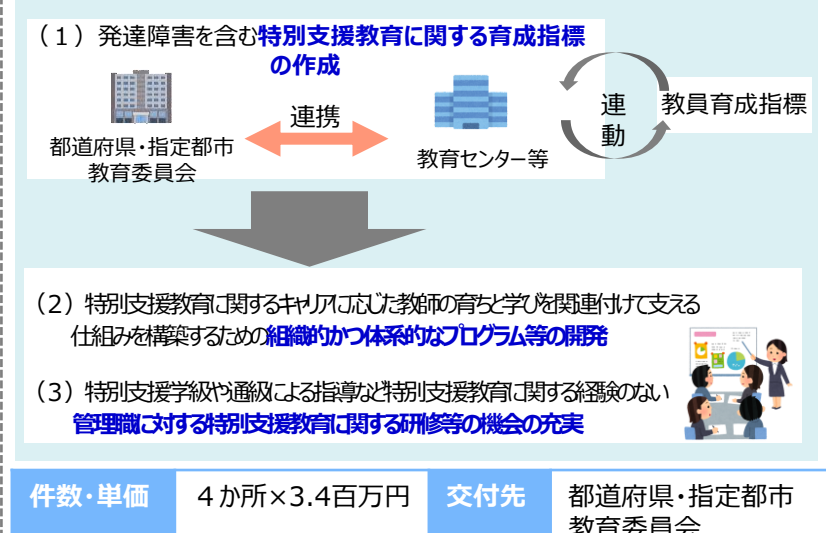 （１）発達障害を含む特別支援教育に関する育成指標
の作成
連携
都道府県・指定都市
教育委員会
教育センター等
連
動
教員育成指標
（２）特別支援教育に関するキャリアに応じた教師の育ちと学びを関連付けて支える
仕組みを構築するための組織的かつ体系的なプログラム等の開発
（３）特別支援学級や通級による指導など特別支援教育に関する経験のない
管理職に対する特別支援教育に関する研修等の機会の充実
件数・単価
４か所×3.4百万円
交付先
都道府県・指定都市
教育委員会